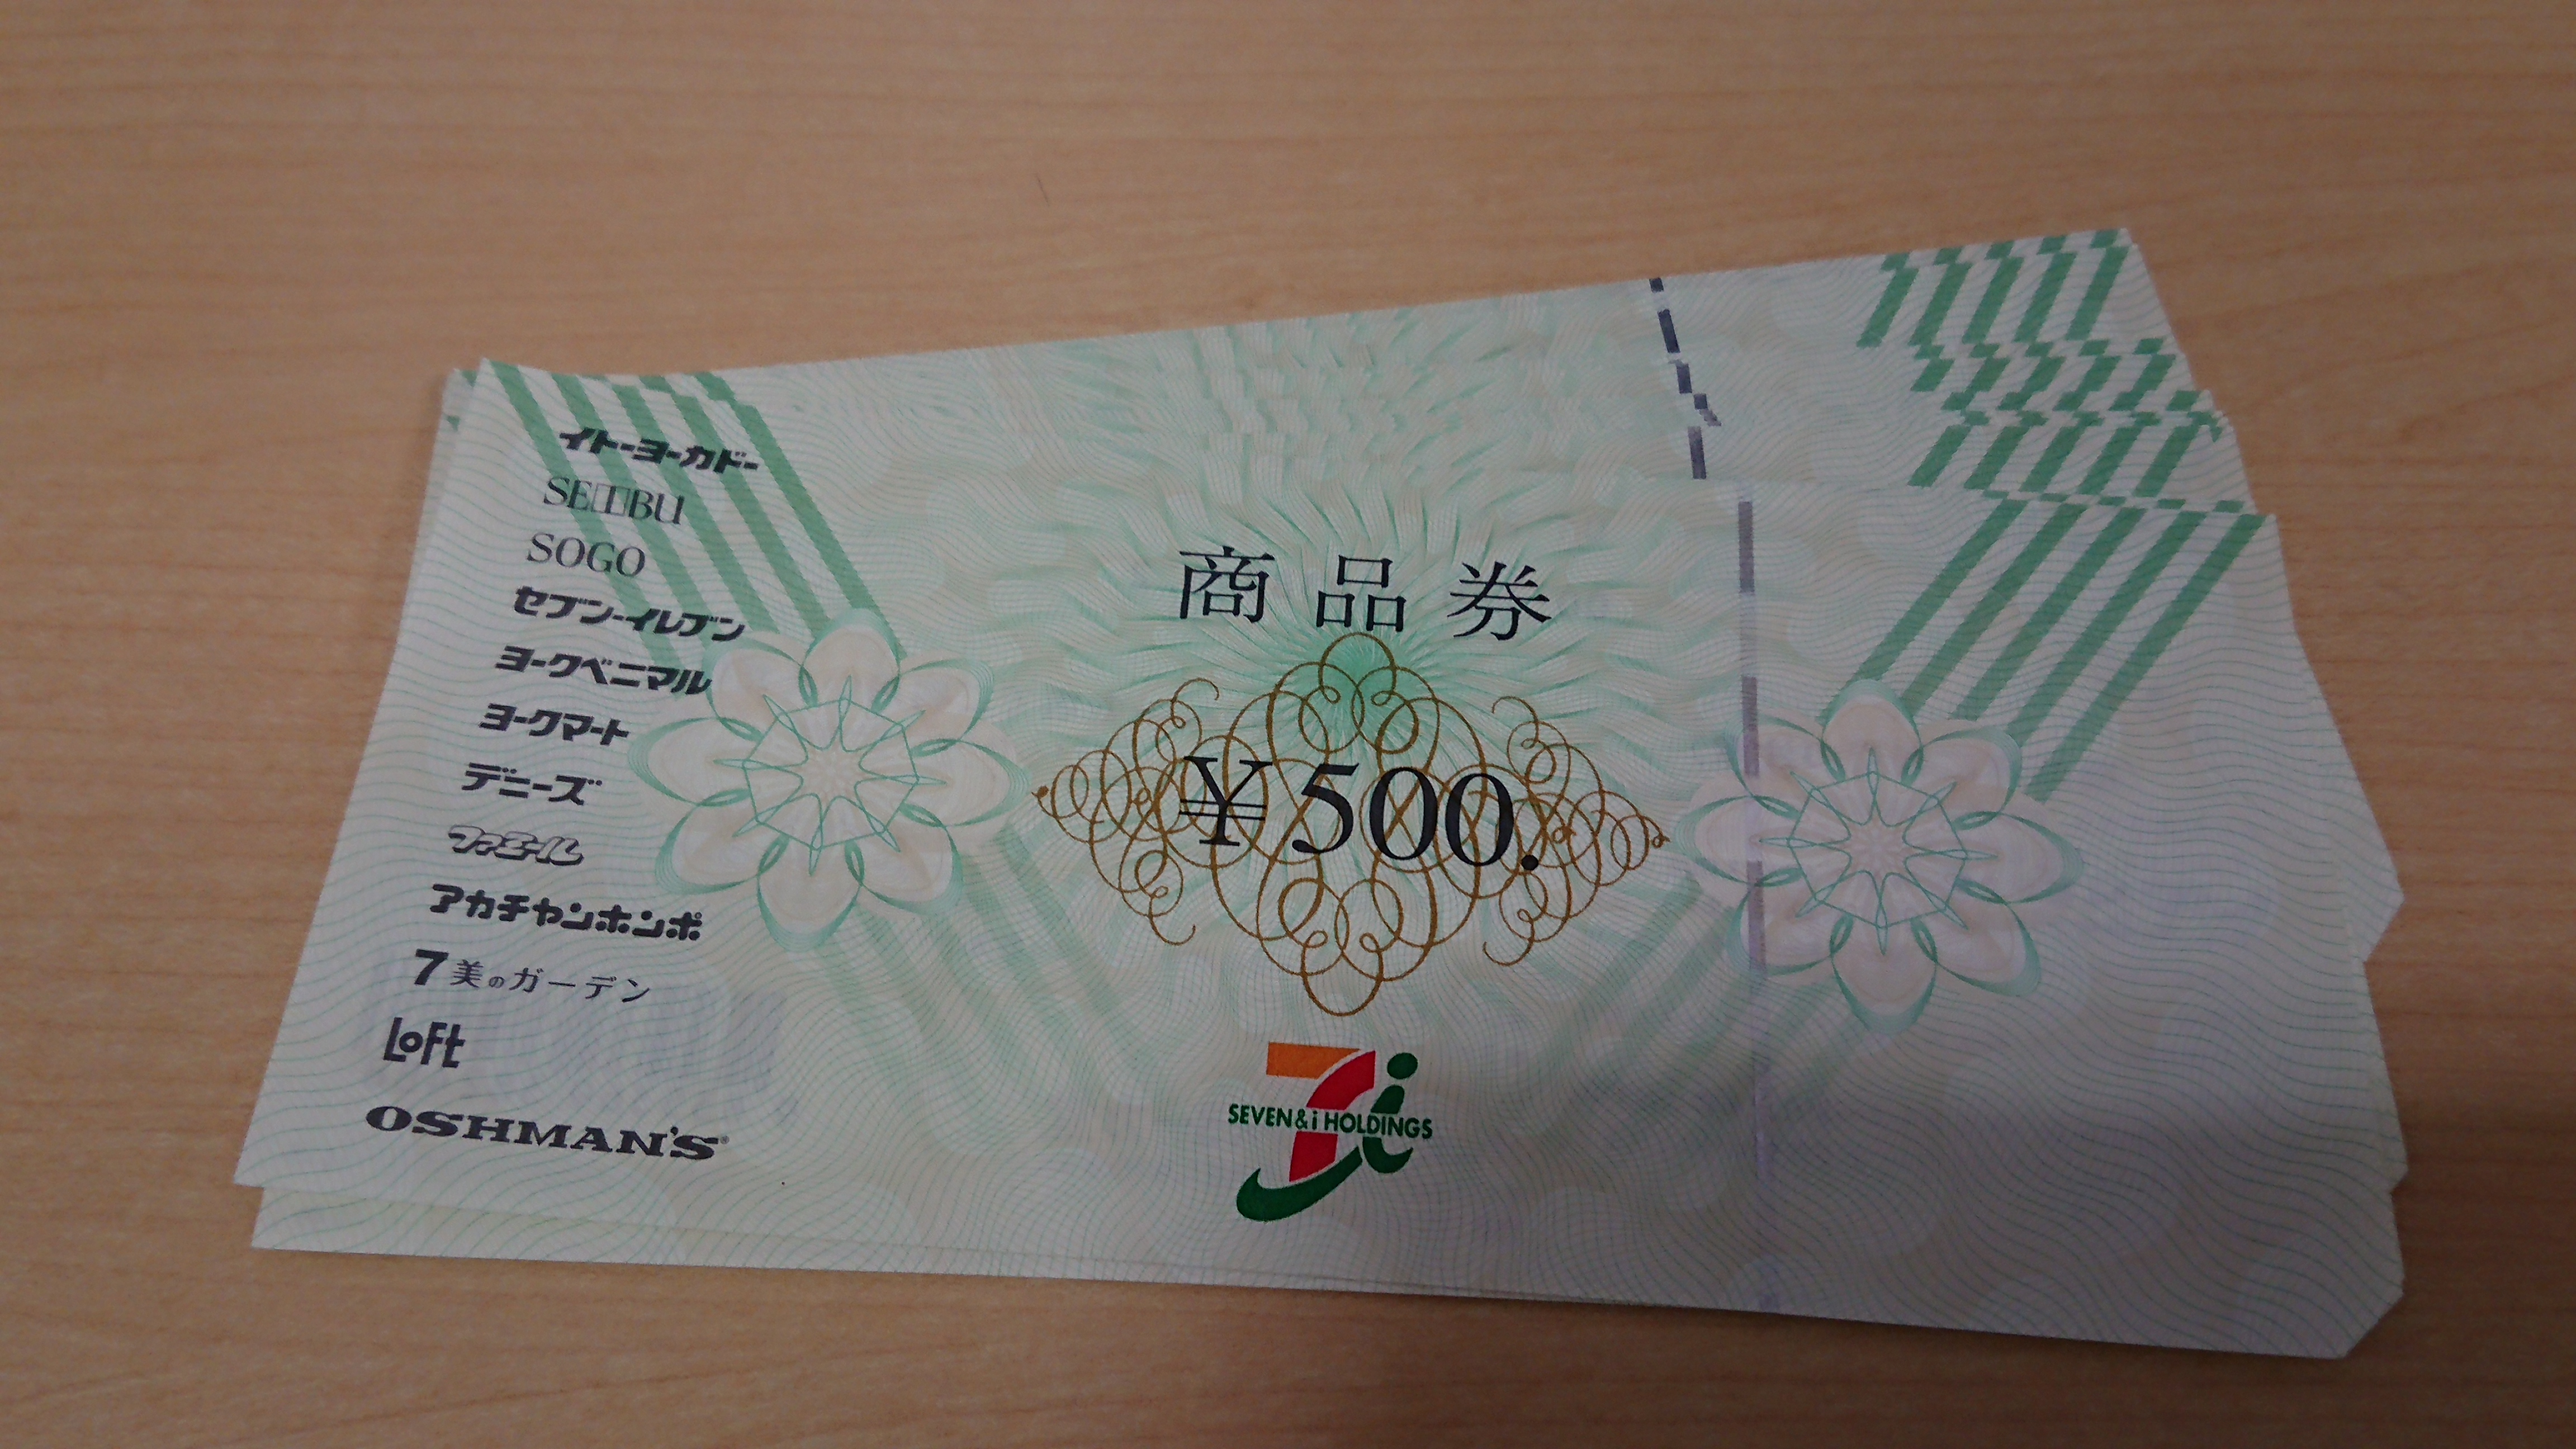 イトーヨーカドー
SEIBU
SOGO
セブン-イレブン
ヨークベニマル
ヨークマート
デニーズ
ファミール
アカチャンホンポ
7美のガーデン
LoFt
OSHMAN'S®
商品券
¥500.
SEVEN&i HOLDINGS